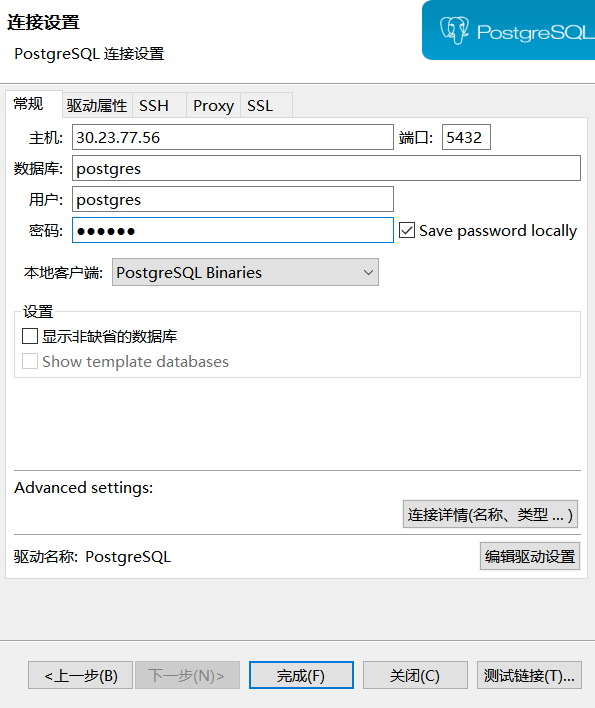 连接设置
PostgreSQL 连接设置
PostgreSQL
常规 驱动属性 SSH Proxy SSL
主机: 30.23.77.56 端口: 5432
数据库: postgres
用户: postgres
密码: ●●●●●● Save password locally
本地客户端: PostgreSQL Binaries
设置
显示非缺省的数据库
Show template databases
Advanced settings:
连接详情(名称、类型 ... )
驱动名称: PostgreSQL 编辑驱动设置
<上一步(B) 下一步(N)> 完成(F) 关闭(C) 测试链接(T)...